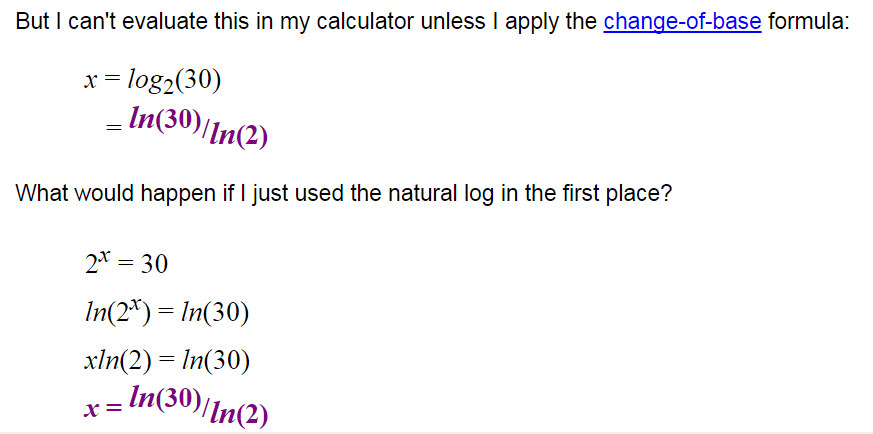 But I can't evaluate this in my calculator unless I apply the change-of-base formula:
x = log₂(30)
= ln(30)/ln(2)
What would happen if I just used the natural log in the first place?
2ˣ = 30
ln(2ˣ) = ln(30)
xln(2) = ln(30)
x = ln(30)/ln(2)